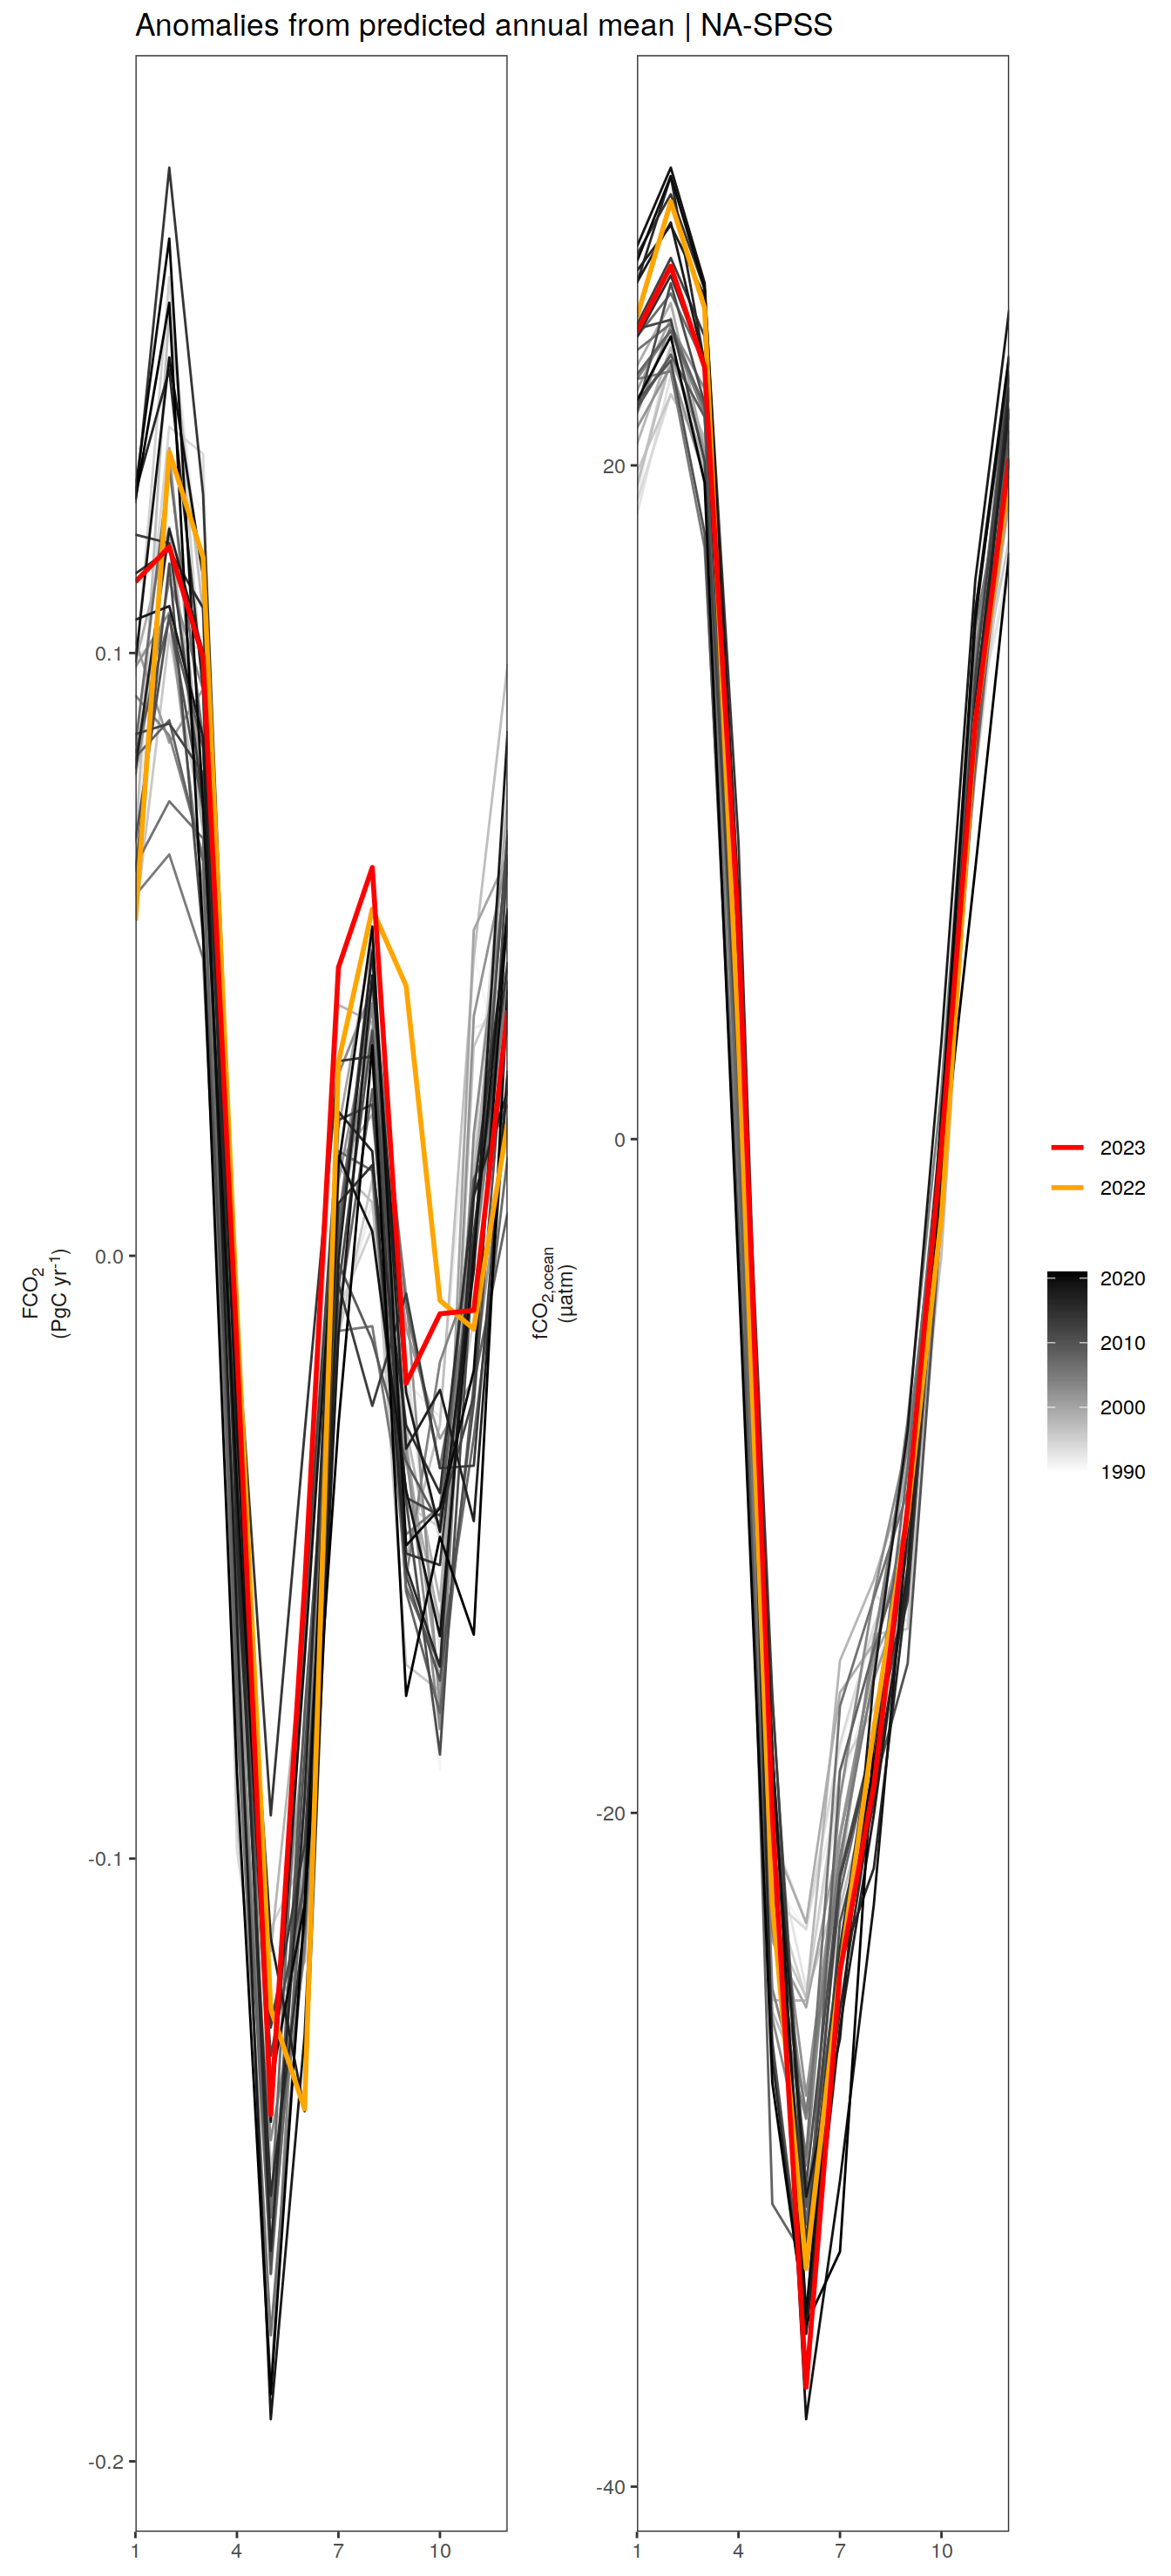 Anomalies from predicted annual mean | NA-SPSS
FCO₂
(PgC yr⁻¹)
0.1
0.0
-0.1
-0.2
1 4 7 10
fCO₂,ocean
(µatm)
20
0
-20
-40
1 4 7 10
2023
2022
2020
2010
2000
1990